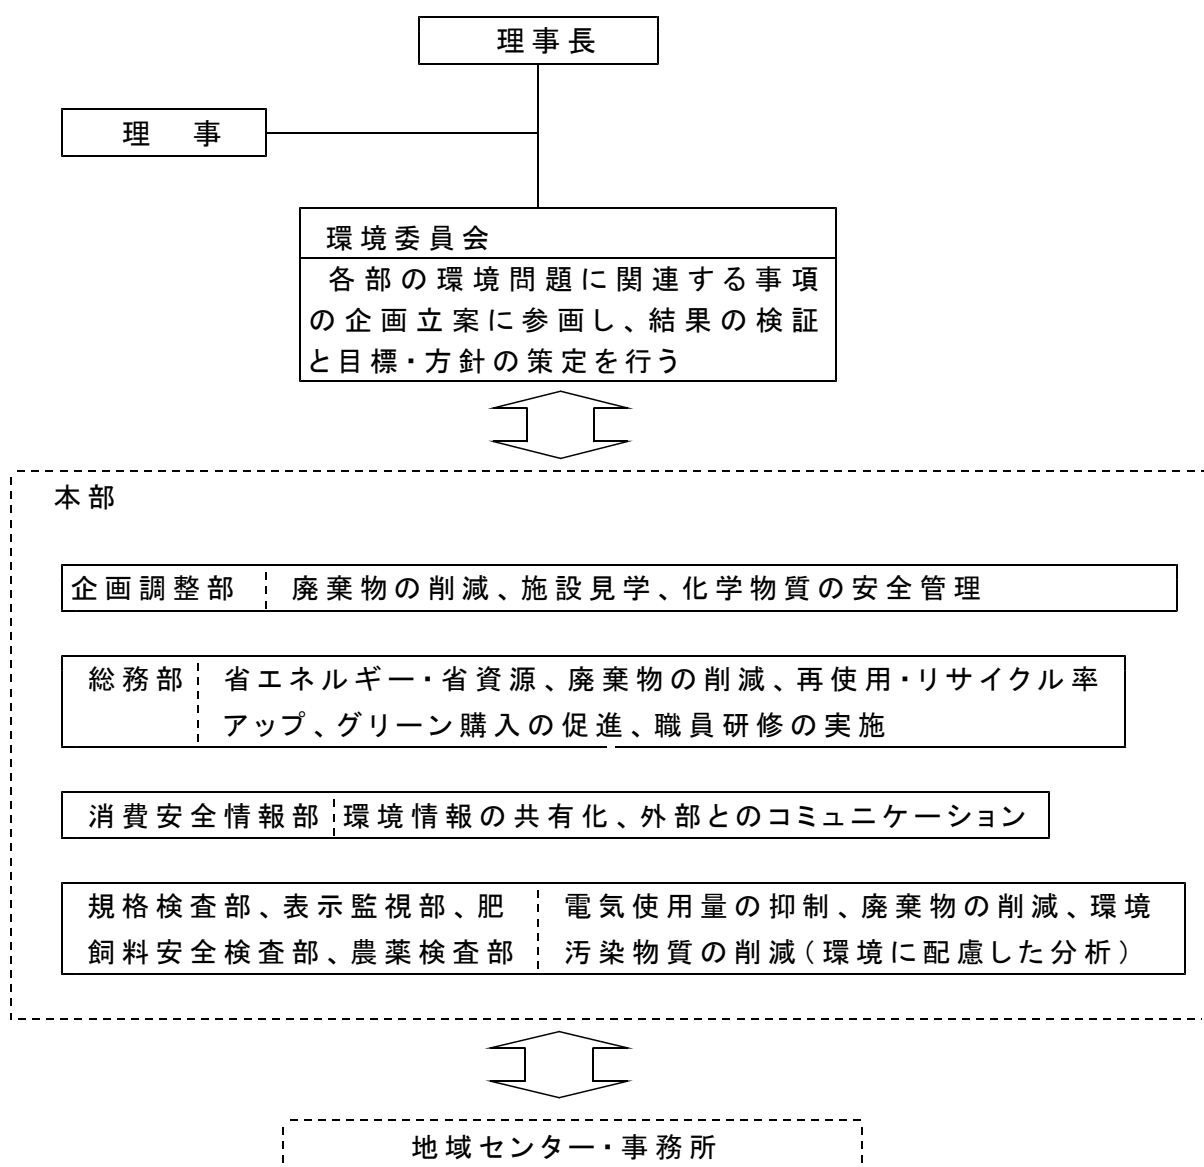 理事長
理 事
環境委員会
各部の環境問題に関連する事項
の企画立案に参画し、結果の検証
と目標・方針の策定を行う
本部
企画調整部 廃棄物の削減、施設見学、化学物質の安全管理
総務部 省エネルギー・省資源、廃棄物の削減、再使用・リサイクル率
アップ、グリーン購入の促進、職員研修の実施
消費安全情報部 環境情報の共有化、外部とのコミュニケーション
規格検査部、表示監視部、肥
飼料安全検査部、農薬検査部
電気使用量の抑制、廃棄物の削減、環境
汚染物質の削減(環境に配慮した分析)
地域センター・事務所